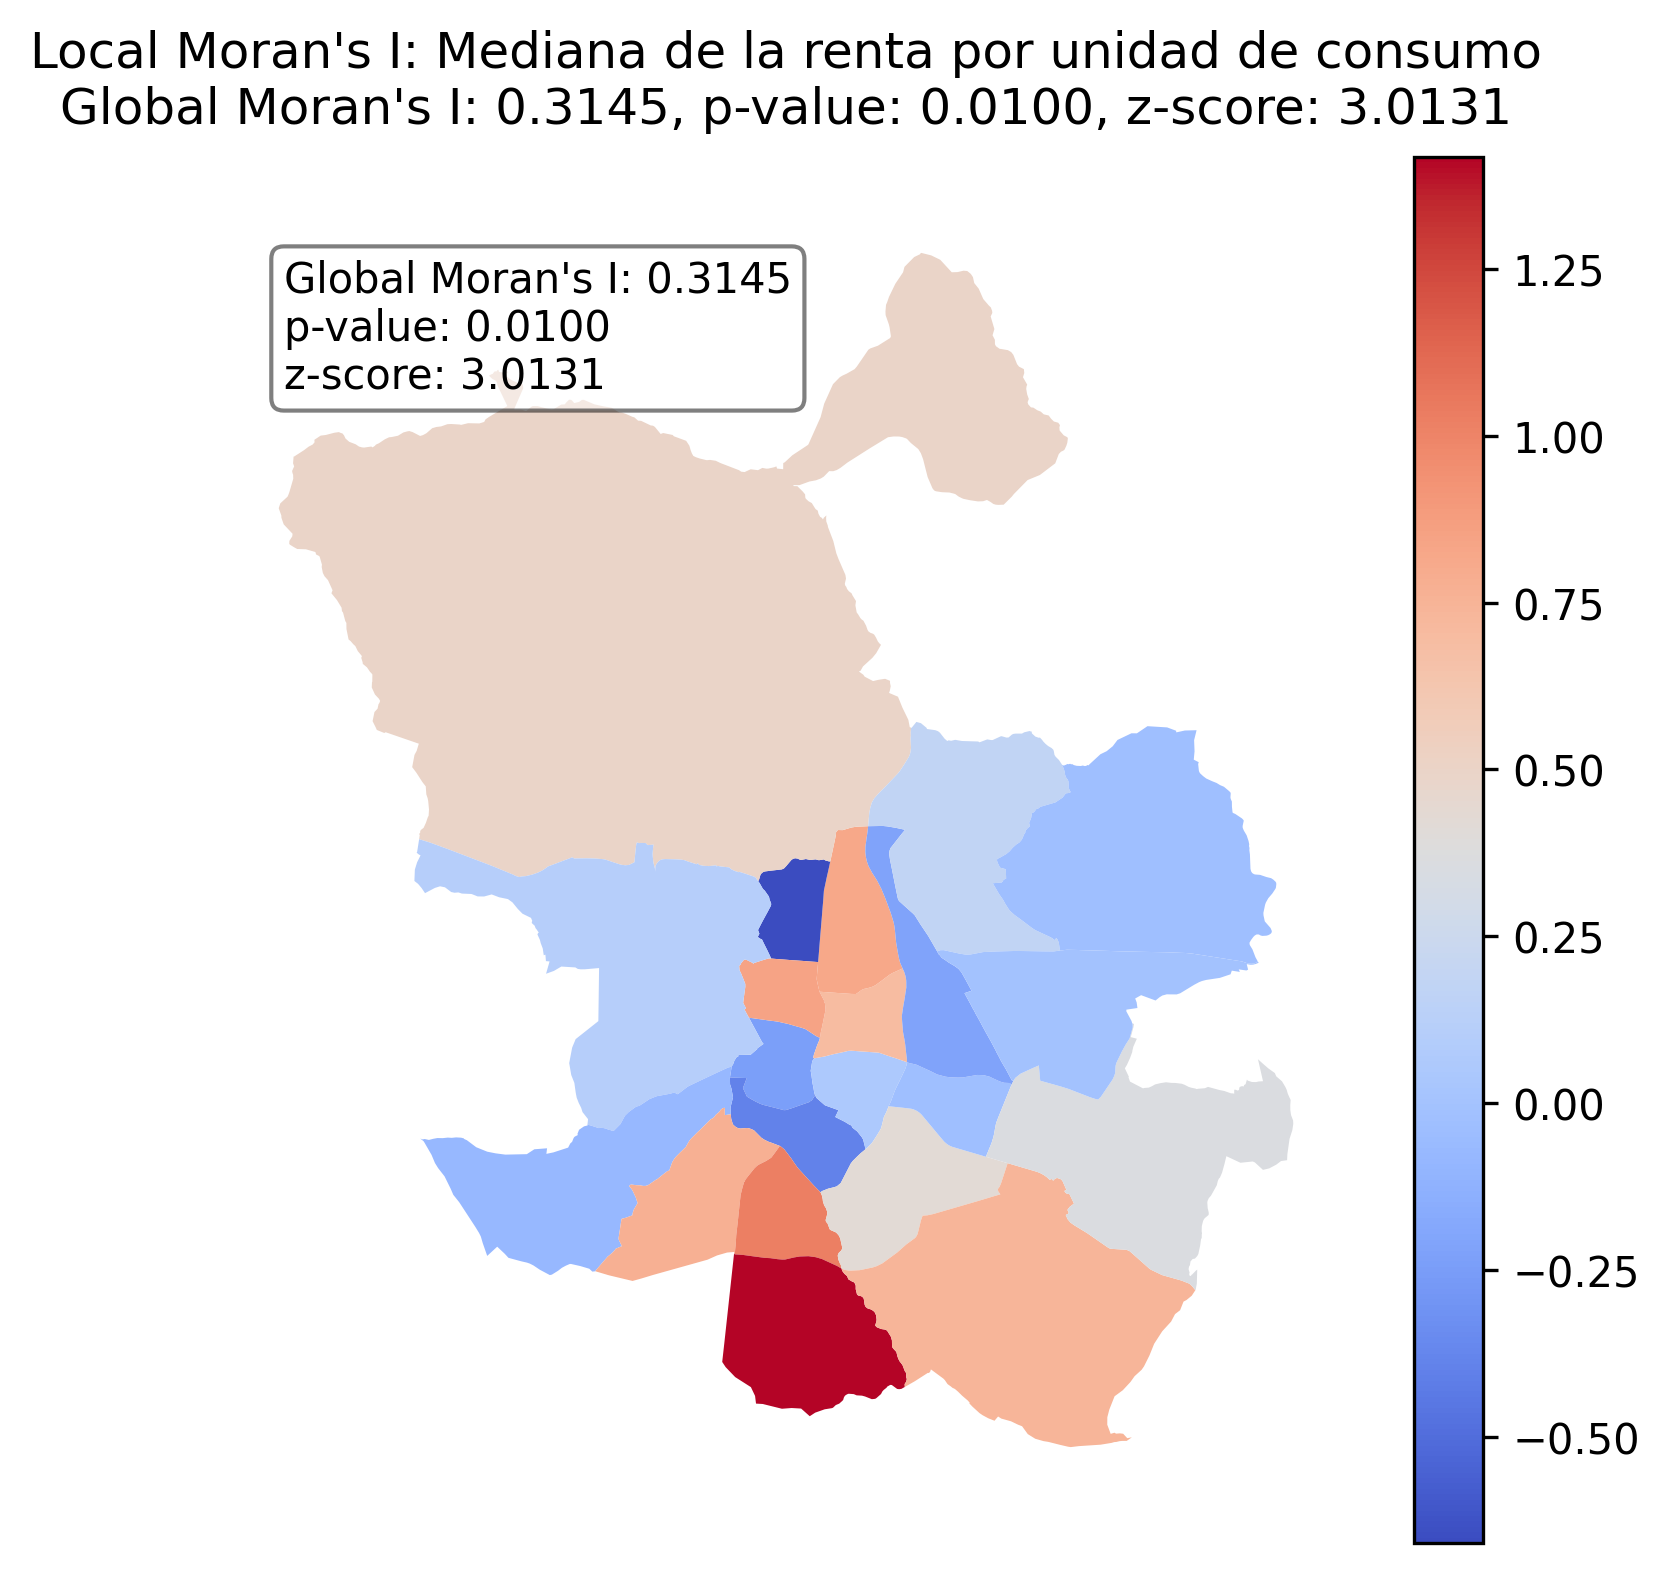 Local Moran's I: Mediana de la renta por unidad de consumo
Global Moran's I: 0.3145, p-value: 0.0100, z-score: 3.0131
Global Moran's I: 0.3145
p-value: 0.0100
z-score: 3.0131
1.25
1.00
0.75
0.50
0.25
0.00
−0.25
−0.50